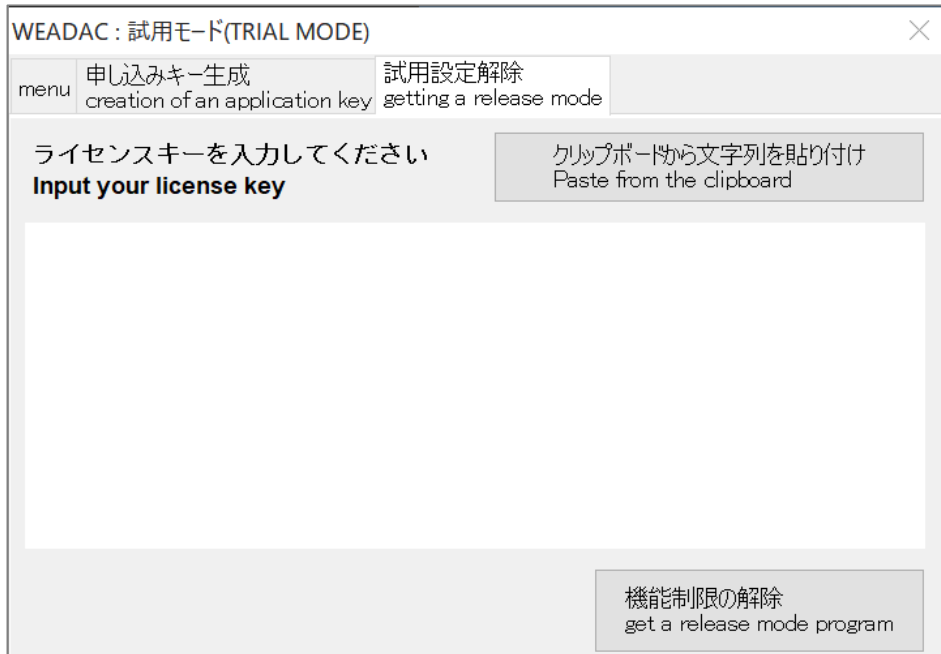 WEADAC : 試用モード(TRIAL MODE)
menu
申し込みキー生成
creation of an application key
試用設定解除
getting a release mode
ライセンスキーを入力してください
Input your license key
クリップボードから文字列を貼り付け
Paste from the clipboard
機能制限の解除
get a release mode program